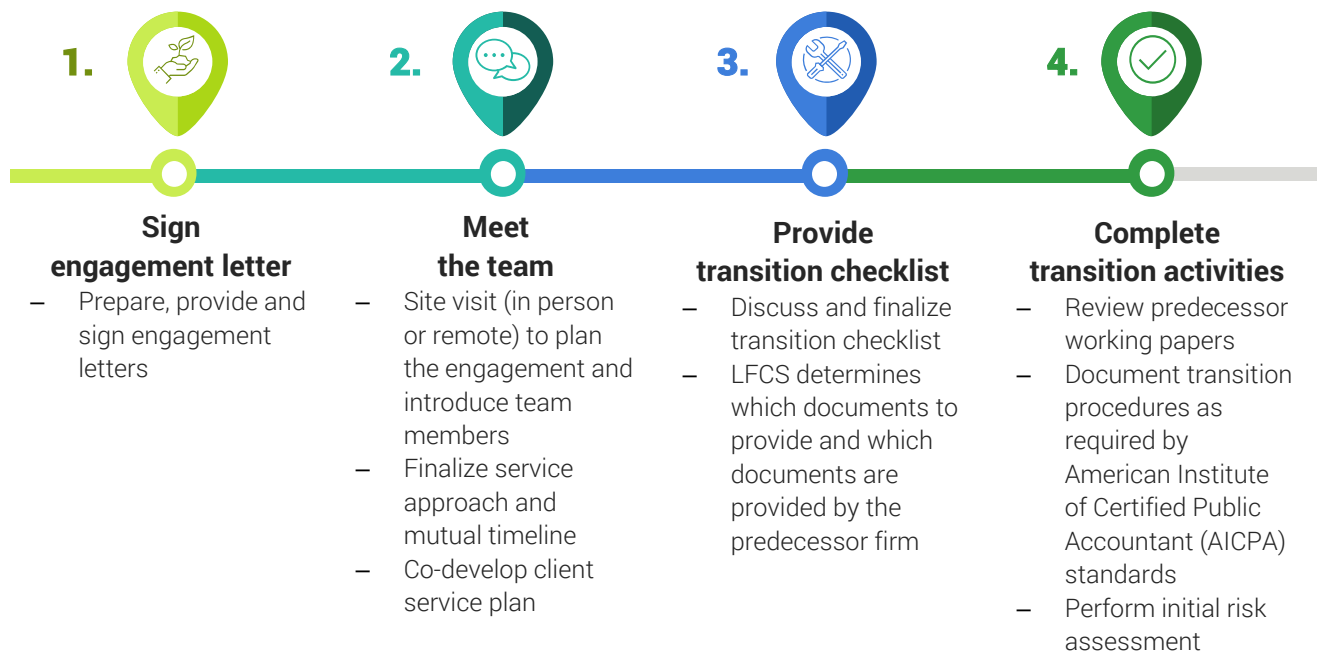 1.
Sign
engagement letter
– Prepare, provide and
sign engagement
letters
2.
Meet
the team
– Site visit (in person
or remote) to plan
the engagement and
introduce team
members
– Finalize service
approach and
mutual timeline
– Co-develop client
service plan
3.
Provide
transition checklist
– Discuss and finalize
transition checklist
– LFCS determines
which documents to
provide and which
documents are
provided by the
predecessor firm
4.
Complete
transition activities
– Review predecessor
working papers
– Document transition
procedures as
required by
American Institute
of Certified Public
Accountant (AICPA)
standards
– Perform initial risk
assessment